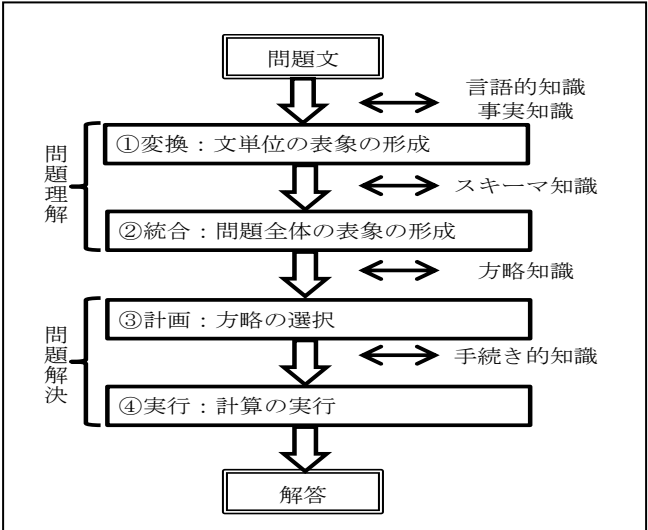 問題文
言語的知識
事実知識
①変換：文単位の表象の形成
問題理解
スキーマ知識
②統合：問題全体の表象の形成
方略知識
③計画：方略の選択
問題解決
手続き的知識
④実行：計算の実行
解答